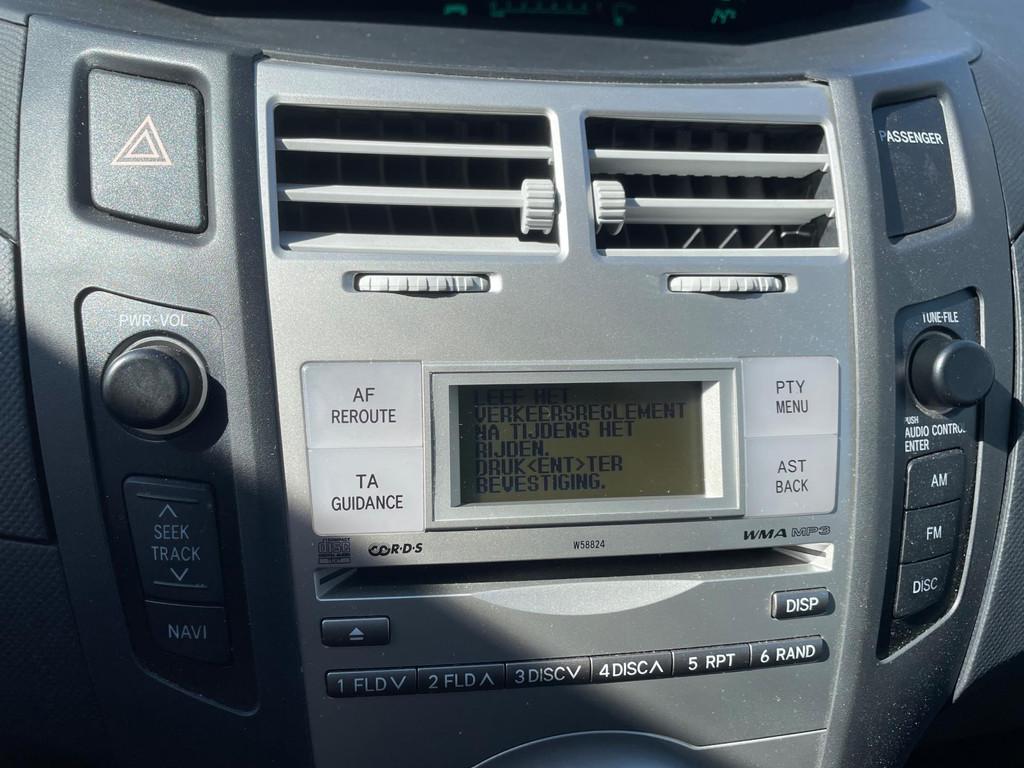 PASSENGER
PWR·VOL
TUNE·FILE
AF
REROUTE
TA
GUIDANCE
LEEF HET
VERKEERSREGLEMENT
NA TIJDENS HET
RIJDEN.
DRUK<ENT>TER
BEVESTIGING.
PTY
MENU
AST
BACK
PUSH
AUDIO CONTROL
ENTER
AM
FM
DISC
SEEK
TRACK
NAVI
COMPACT
disc
R·D·S
W58824
WMA MP3
DISP
1 FLD ∨
2 FLD ∧
3 DISC ∨
4 DISC ∧
5 RPT
6 RAND